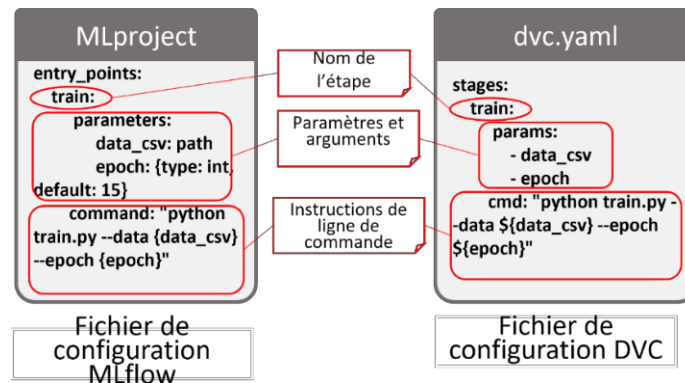 MLproject
entry_points:
train:
parameters:
data_csv: path
epoch: {type: int,
default: 15}
command: "python
train.py --data {data_csv}
--epoch {epoch}"
Fichier de
configuration
MLflow
Nom de
l'étape
Paramètres et
arguments
Instructions de
ligne de
commande
dvc.yaml
stages:
train:
params:
- data_csv
- epoch
cmd: "python train.py -
-data ${data_csv} --epoch
${epoch}"
Fichier de
configuration DVC